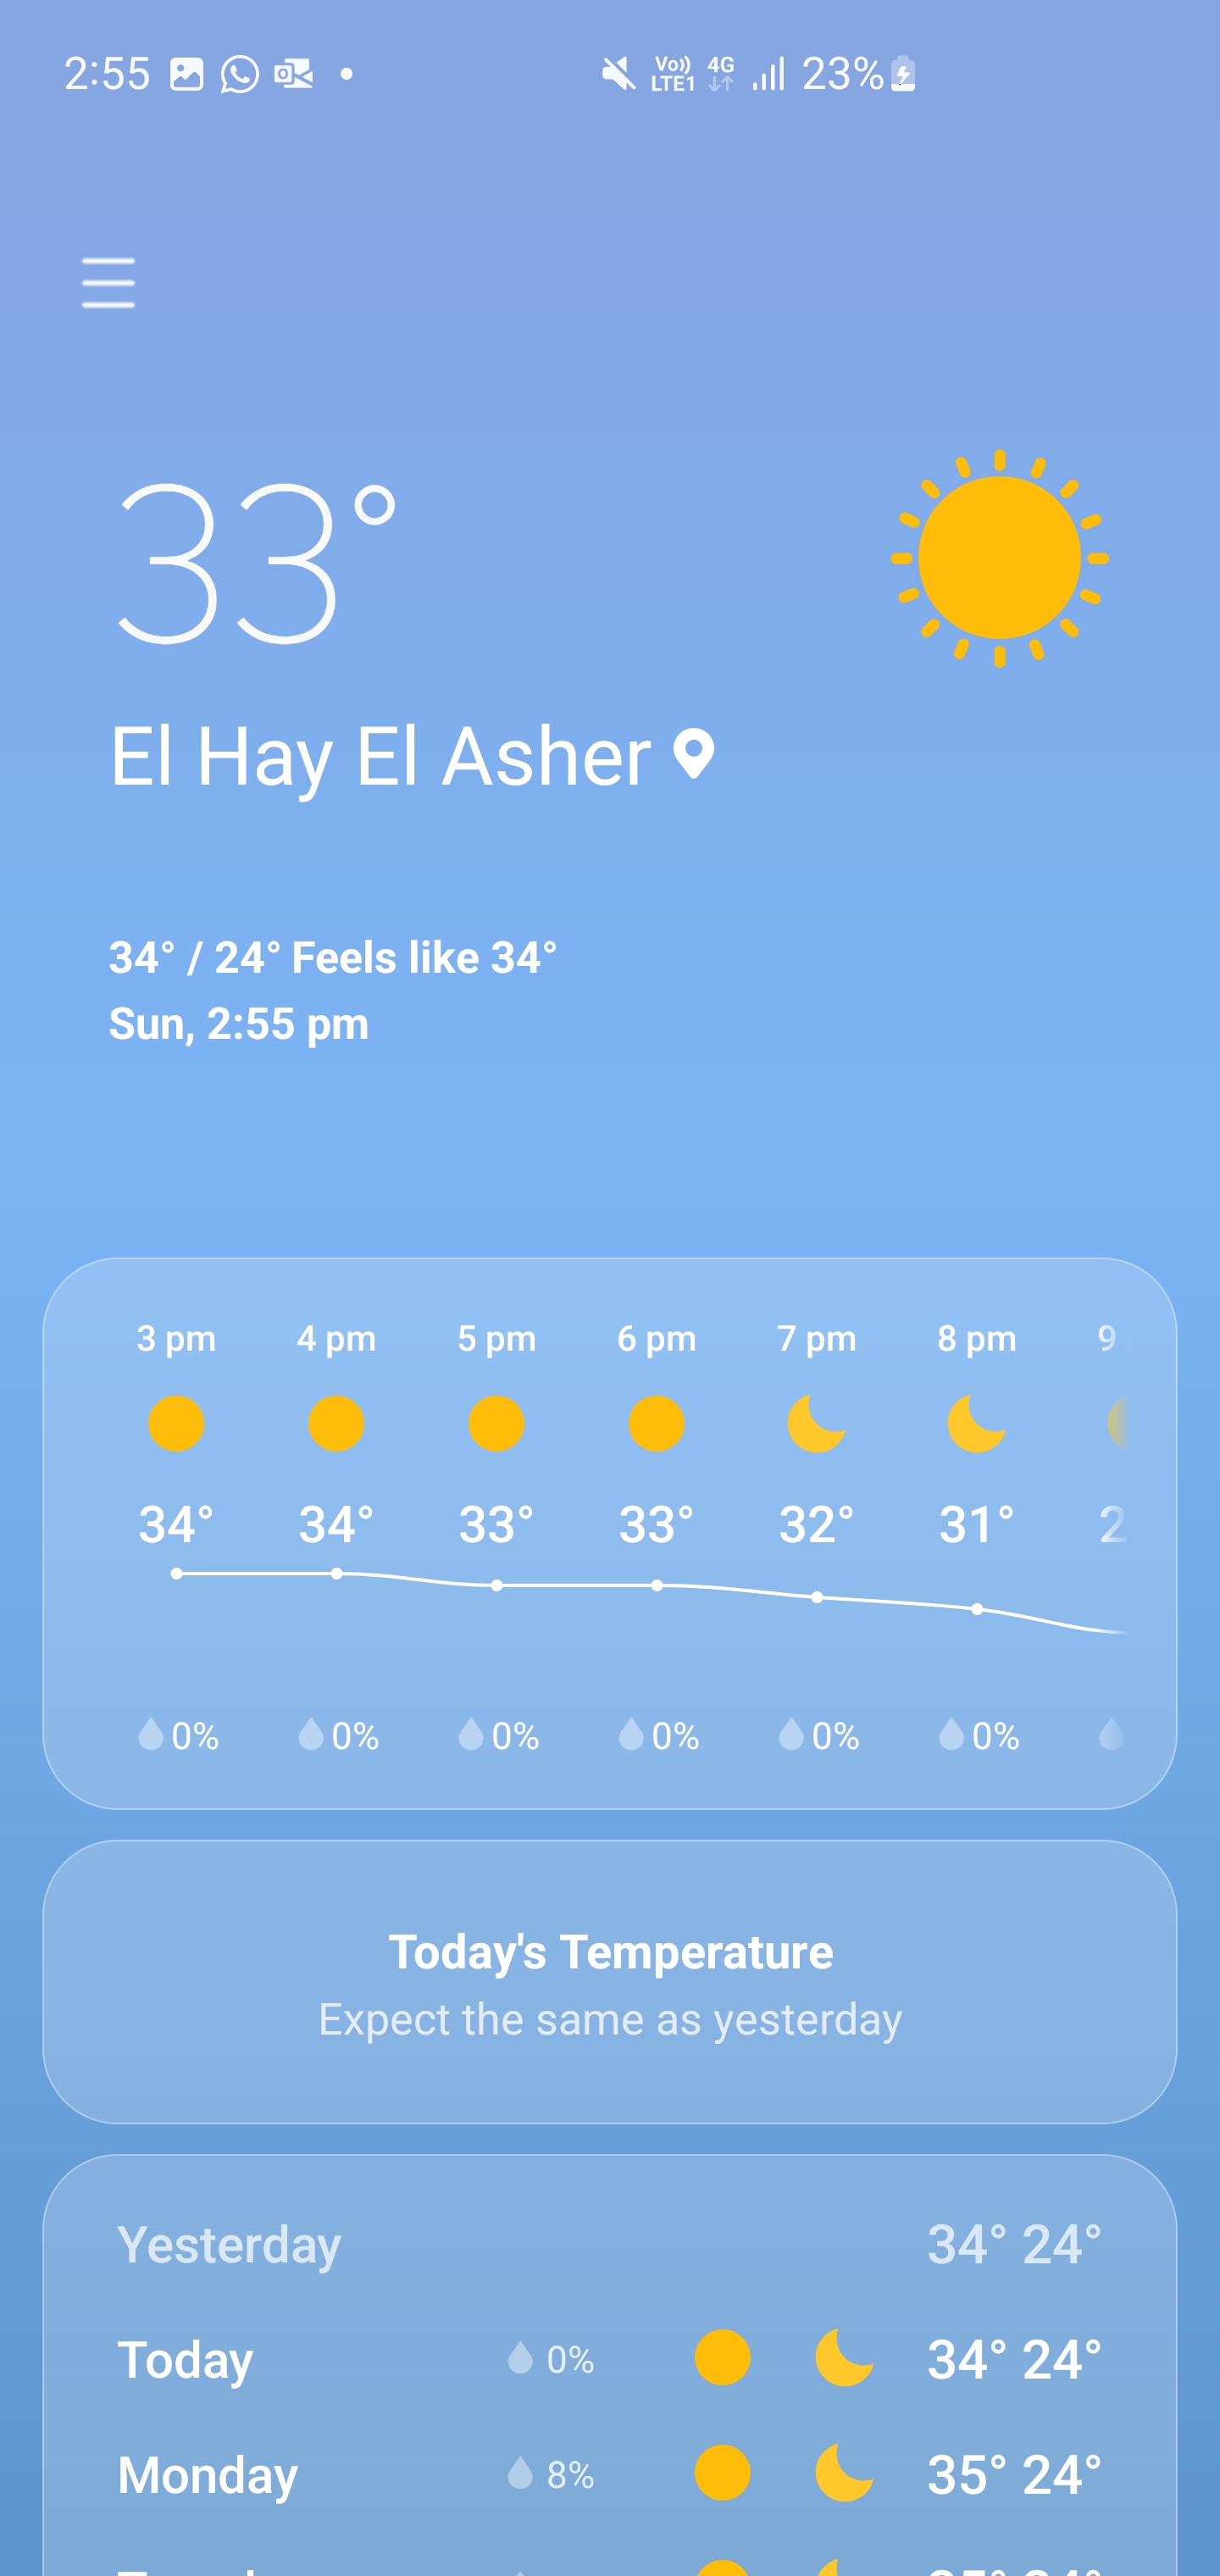 2:55 Vo)) LTE1 4G 23%
33°
El Hay El Asher
34° / 24° Feels like 34°
Sun, 2:55 pm
3 pm 4 pm 5 pm 6 pm 7 pm 8 pm 9
34° 34° 33° 33° 32° 31° 2
0% 0% 0% 0% 0% 0%
Today's Temperature
Expect the same as yesterday
Yesterday 34° 24°
Today 0% 34° 24°
Monday 8% 35° 24°